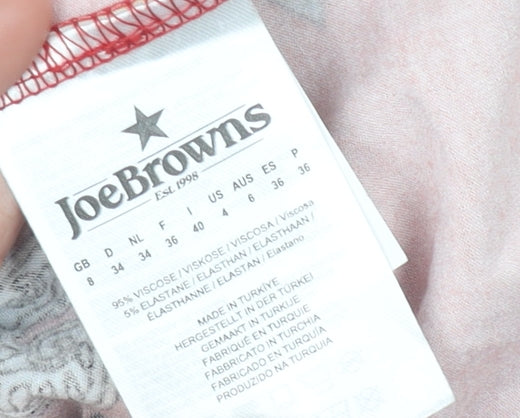 JoeBrowns
Est. 1998
GB D NL F I US AUS ES P
8 34 34 36 40 4 6 36 36
95% VISCOSE / VISKOSE / VISCOSA / Viscosa
5% ELASTANE / ELASTHAN / ELASTHAAN /
ÉLASTHANNE / ELASTAN / Elastano
MADE IN TURKIYE
HERGESTELLT IN DER TÜRKEI
GEMAAKT IN TURKIJE
FABRIQUÉ EN TURQUIE
FABBRICATO IN TURCHIA
FABRICADO EN TURQUÍA
PRODUZIDO NA TURQUIA